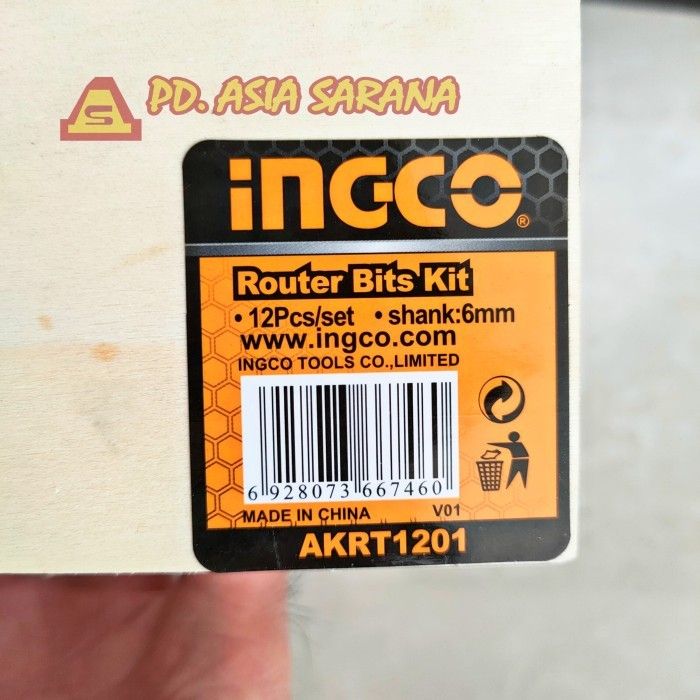 PD. ASIA SARANA
INGCO®
Router Bits Kit
• 12Pcs/set • shank:6mm
www.ingco.com
INGCO TOOLS CO.,LIMITED
6 928073 667460
MADE IN CHINA V01
AKRT1201